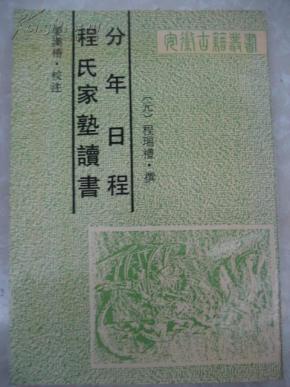 安徽古籍叢書
〔元〕程端禮·撰
程氏家塾讀書
分年日程
姜漢椿·校注